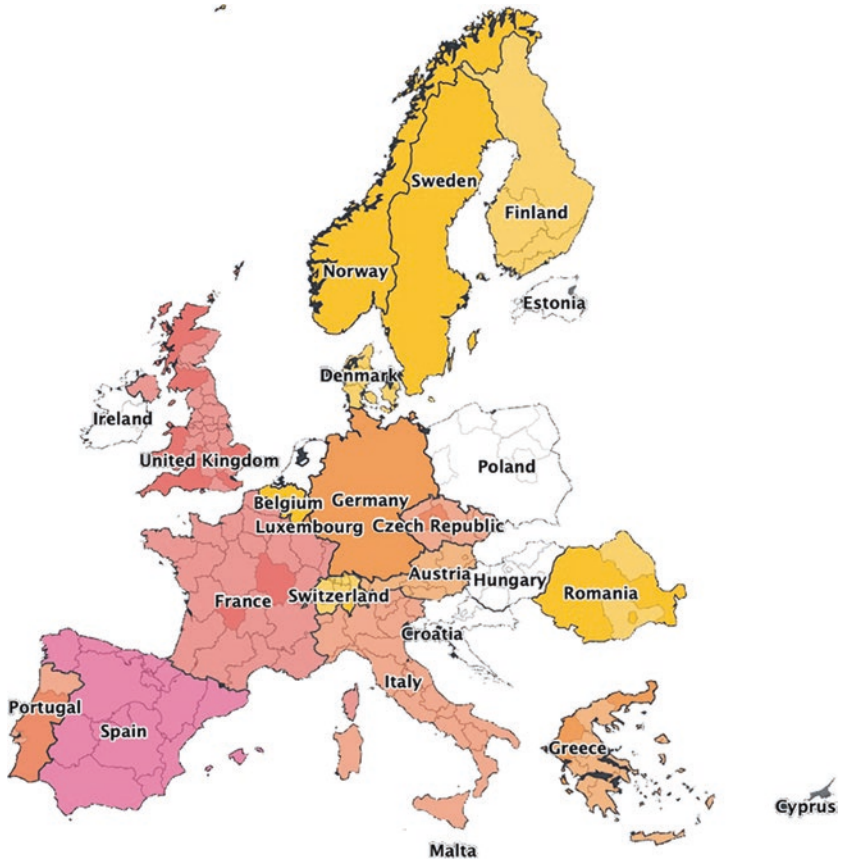 Sweden
Finland
Norway
Estonia
Denmark
Ireland
United Kingdom
Poland
Belgium
Germany
Luxembourg
Czech Republic
Austria
Hungary
Romania
Switzerland
France
Croatia
Italy
Portugal
Spain
Greece
Cyprus
Malta